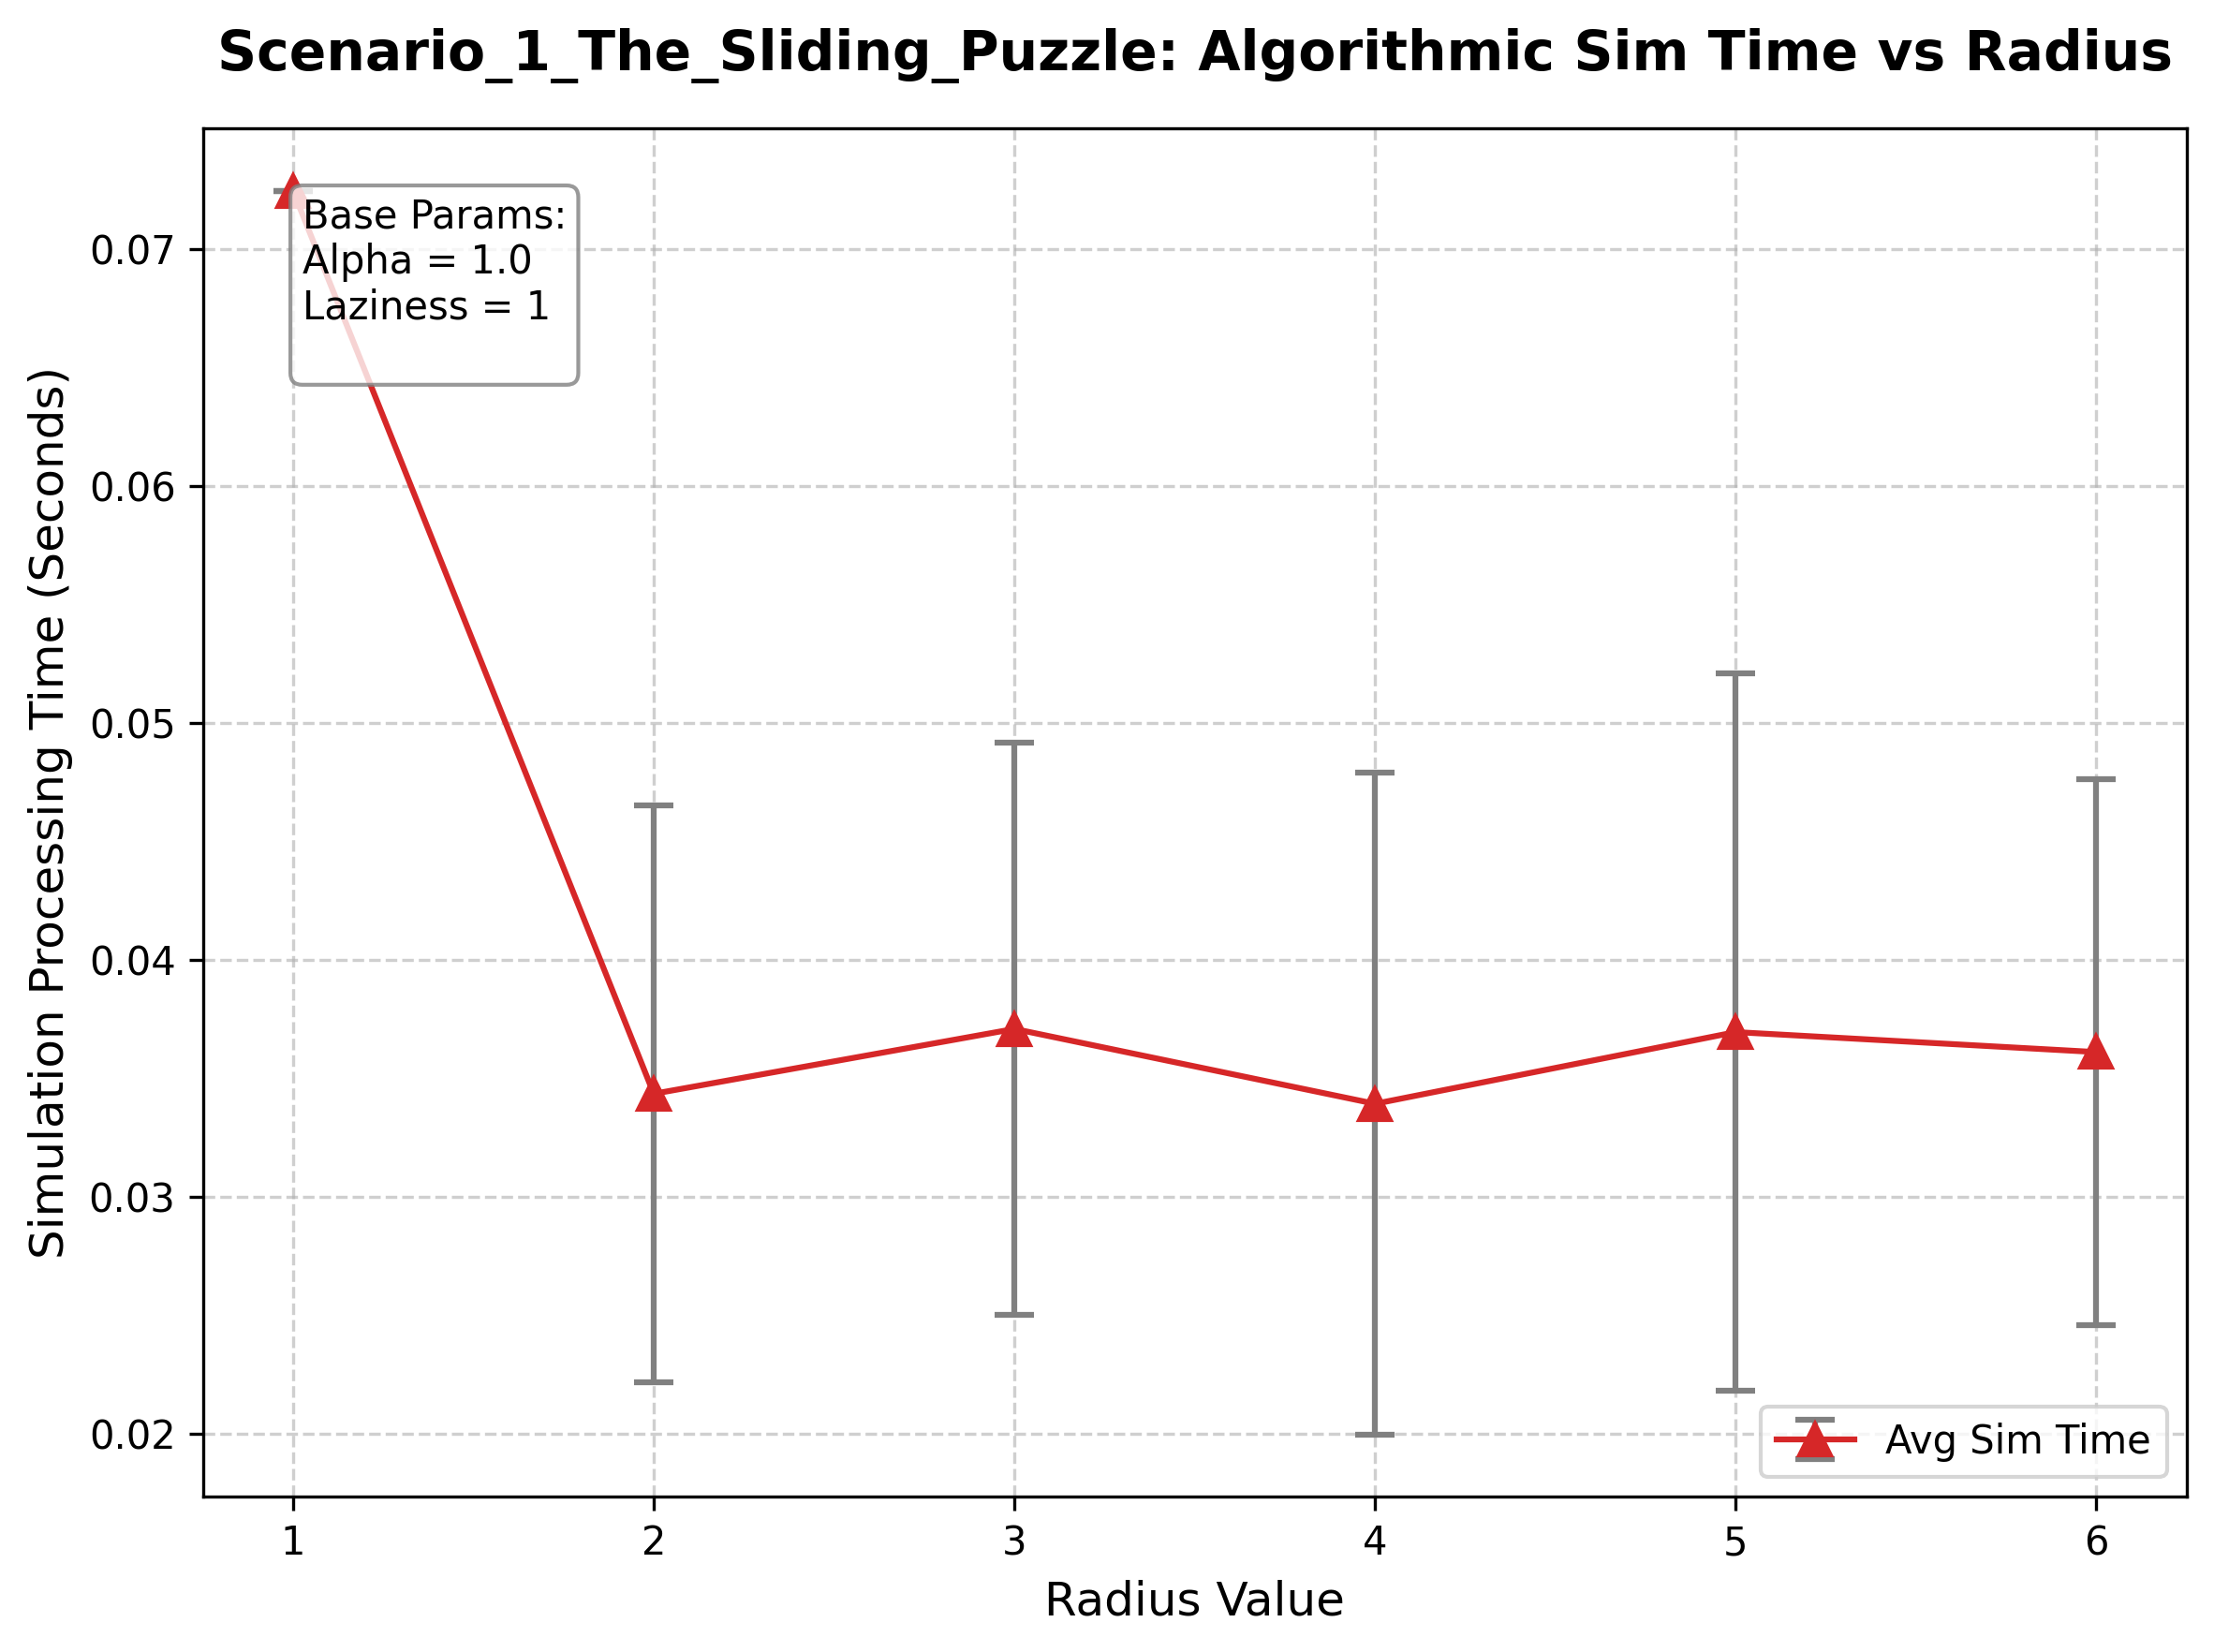 Scenario_1_The_Sliding_Puzzle: Algorithmic Sim Time vs Radius
Simulation Processing Time (Seconds)
0.07
0.06
0.05
0.04
0.03
0.02
Base Params:
Alpha = 1.0
Laziness = 1
Avg Sim Time
1 2 3 4 5 6
Radius Value